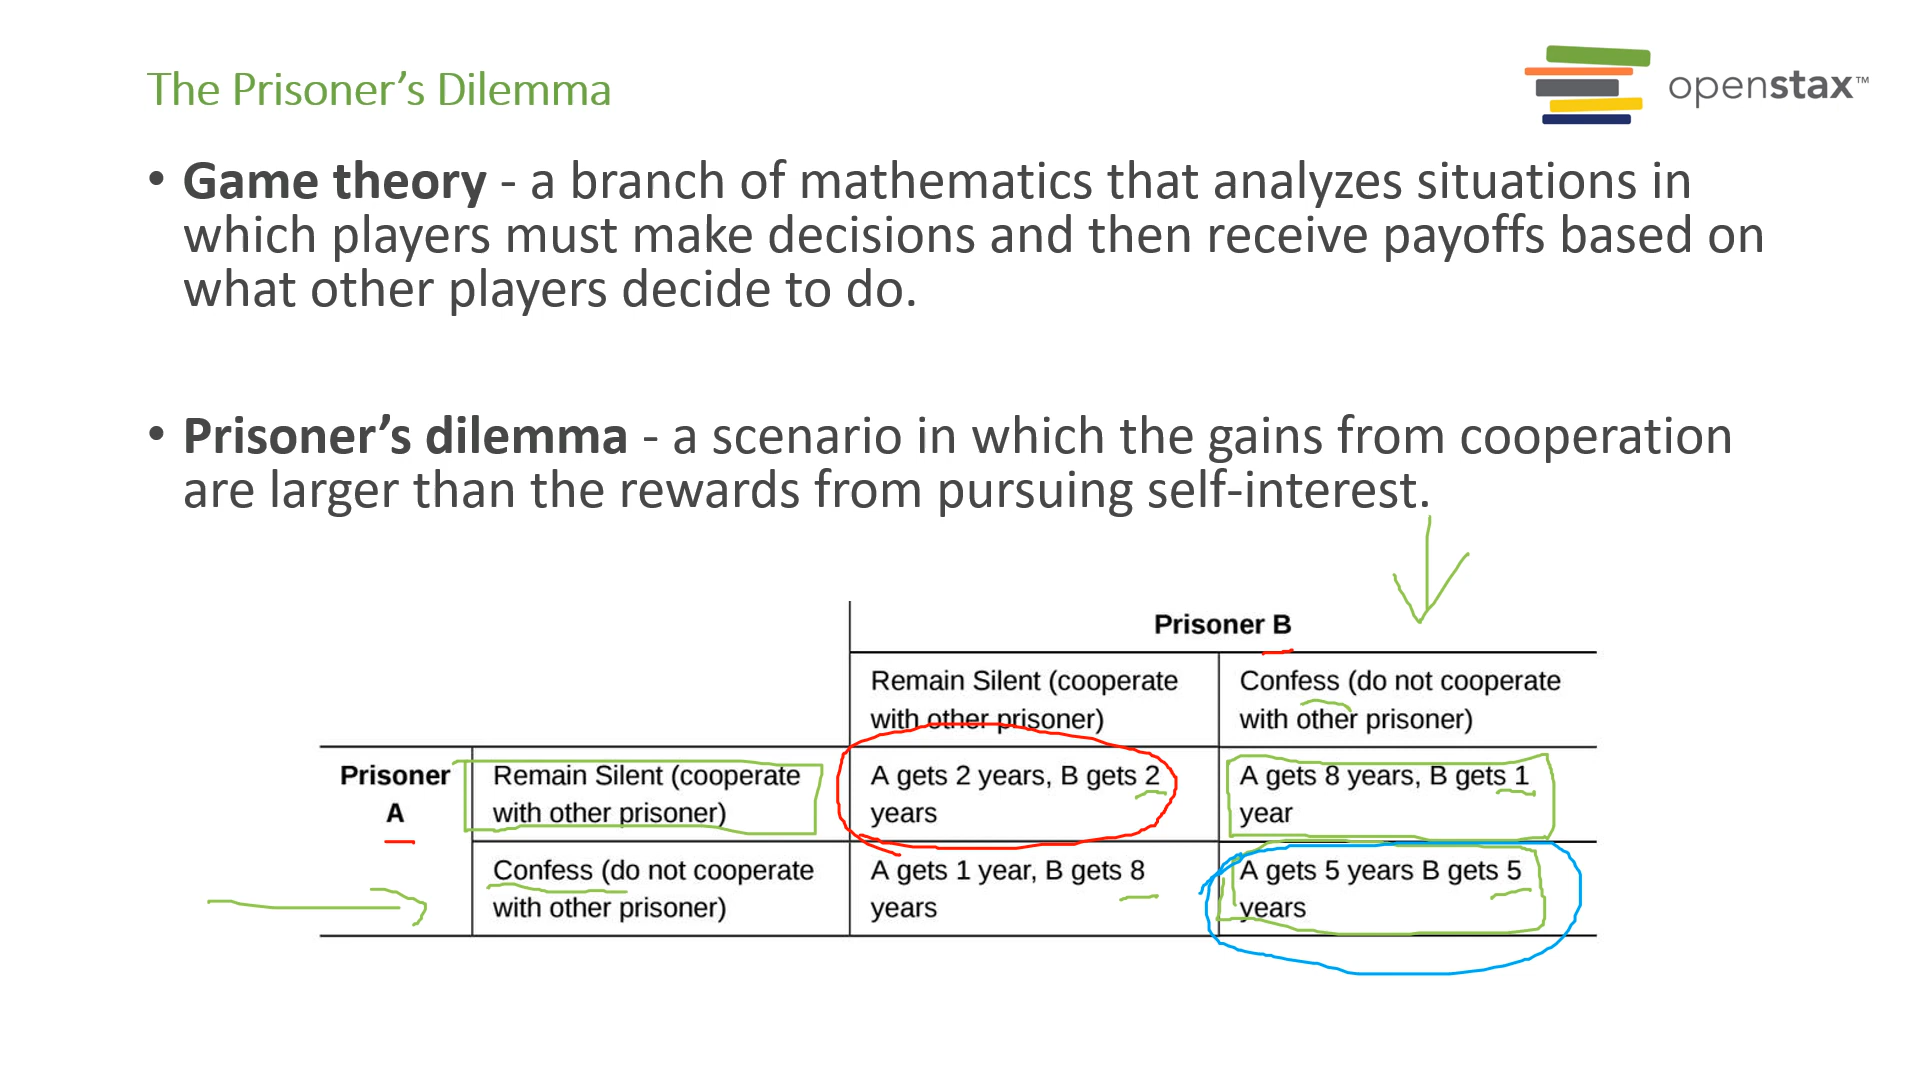 The Prisoner’s Dilemma
openstax™
• Game theory - a branch of mathematics that analyzes situations in
which players must make decisions and then receive payoffs based on
what other players decide to do.
• Prisoner’s dilemma - a scenario in which the gains from cooperation
are larger than the rewards from pursuing self-interest.
Prisoner B
Remain Silent (cooperate
with other prisoner)
Confess (do not cooperate
with other prisoner)
Prisoner
A
Remain Silent (cooperate
with other prisoner)
A gets 2 years, B gets 2
years
A gets 8 years, B gets 1
year
Confess (do not cooperate
with other prisoner)
A gets 1 year, B gets 8
years
A gets 5 years B gets 5
years